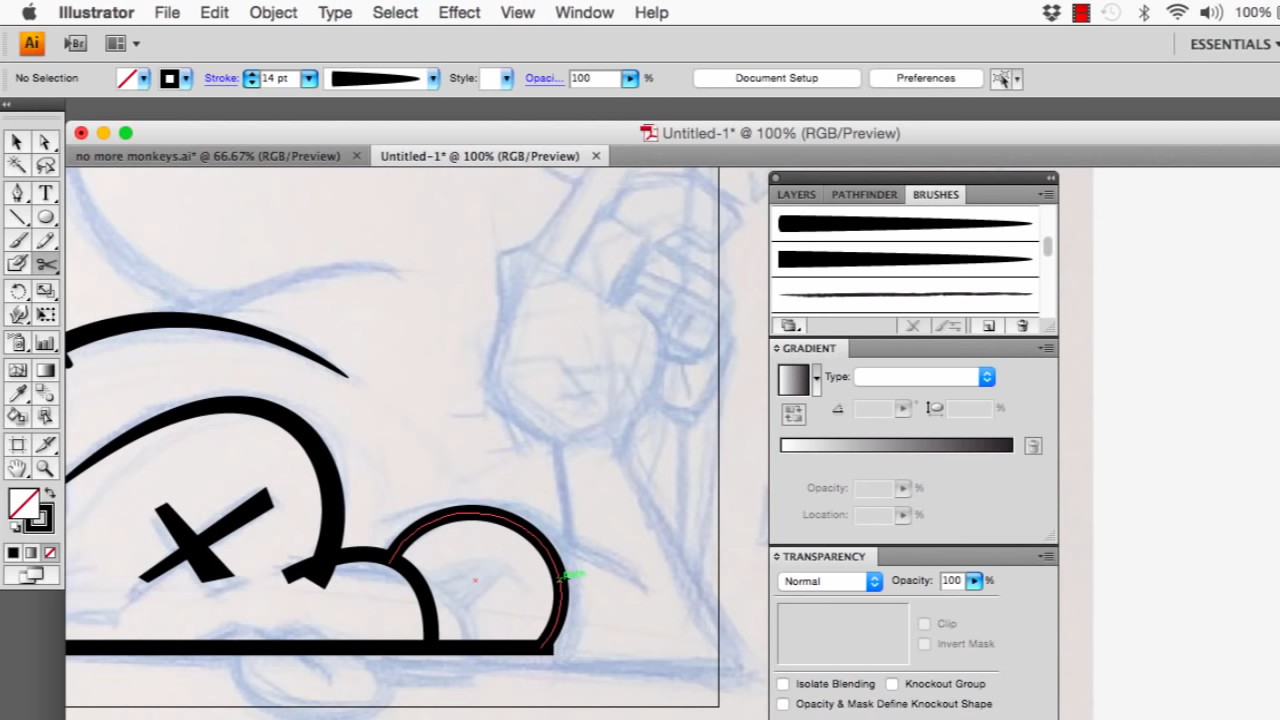 Illustrator File Edit Object Type Select Effect View Window Help 100%
Ai Br ESSENTIALS
No Selection Stroke: 14 pt Style: Opaci... 100 % Document Setup Preferences
Untitled-1* @ 100% (RGB/Preview)
no more monkeys.ai* @ 66.67% (RGB/Preview) Untitled-1* @ 100% (RGB/Preview)
LAYERS PATHFINDER BRUSHES
GRADIENT
Type:
° %
Opacity: %
Location: %
TRANSPARENCY
Normal Opacity: 100 %
Clip
Invert Mask
Isolate Blending Knockout Group
Opacity & Mask Define Knockout Shape